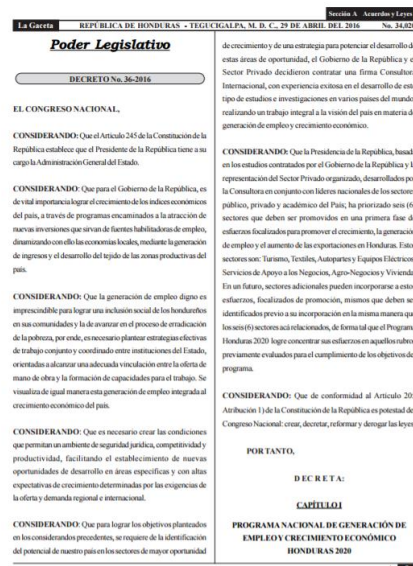 Sección A Acuerdos y Leyes
La Gaceta REPÚBLICA DE HONDURAS - TEGUCIGALPA, M. D. C., 29 DE ABRIL DEL 2016 No. 34,020
Poder Legislativo
DECRETO No. 36-2016
EL CONGRESO NACIONAL,
CONSIDERANDO: Que el Artículo 245 de la Constitución de la
República establece que el Presidente de la República tiene a su
cargo la Administración General del Estado.
CONSIDERANDO: Que para el Gobierno de la República, es
de vital importancia lograr el crecimiento de los índices económicos
del país, a través de programas encaminados a la atracción de
nuevas inversiones que sirvan de fuentes habilitadoras de empleo,
dinamizando con ello las economías locales, mediante la generación
de ingresos y el desarrollo del tejido de las zonas productivas del
país.
CONSIDERANDO: Que la generación de empleo digno es
imprescindible para lograr una inclusión social de los hondureños
en sus comunidades y la de avanzar en el proceso de erradicación
de la pobreza, por ende, es necesario plantear estrategias efectivas
de trabajo conjunto y coordinado entre instituciones del Estado,
orientadas a alcanzar una adecuada vinculación entre la oferta de
mano de obra y la formación de capacidades para el trabajo. Se
visualiza de igual manera esta generación de empleo integrada al
crecimiento económico del país.
CONSIDERANDO: Que es necesario crear las condiciones
que permitan un ambiente de seguridad jurídica, competitividad y
productividad, facilitando el establecimiento de nuevas
oportunidades de desarrollo en áreas específicas y con altas
expectativas de crecimiento determinadas por las exigencias de
la oferta y demanda regional e internacional.
CONSIDERANDO: Que para lograr los objetivos planteados
en los considerandos precedentes, se requiere de la identificación
del potencial de nuestro país en los sectores de mayor oportunidad
de crecimiento y de una estrategia para potenciar el desarrollo d
estas áreas de oportunidad, el Gobierno de la República y e
Sector Privado decidieron contratar una firma Consultor
Internacional, con experiencia exitosa en el desarrollo de est
tipo de estudios e investigaciones en varios países del mundo
realizando un trabajo integral a la visión del país en materia d
generación de empleo y crecimiento económico.
CONSIDERANDO: Que la Presidencia de la República, basad
en los estudios contratados por el Gobierno de la República y l
representación del Sector Privado organizado, desarrollados po
la Consultora en conjunto con líderes nacionales de los sectore
público, privado y académico del País; ha priorizado seis (6
sectores que deben ser promovidos en una primera fase d
esfuerzos focalizados para promover el crecimiento, la generació
de empleo y el aumento de las exportaciones en Honduras. Esto
sectores son: Turismo, Textiles, Autopartes y Equipos Eléctricos
Servicios de Apoyo a los Negocios, Agro-Negocios y Vivienda
En un futuro, sectores adicionales pueden incorporarse a esto
esfuerzos, focalizados de promoción, mismos que deben se
identificados previo a su incorporación en la misma manera qu
los seis (6) sectores acá relacionados, de forma tal que el Program
Honduras 2020 logre concentrar sus esfuerzos en aquellos rubro
previamente evaluados para el cumplimiento de los objetivos de
programa.
CONSIDERANDO: Que de conformidad al Artículo 20
Atribución 1) de la Constitución de la República es potestad de
Congreso Nacional: crear, decretar, reformar y derogar las leye
POR TANTO,
D E C R E T A:
CAPÍTULO I
PROGRAMA NACIONAL DE GENERACIÓN DE
EMPLEO Y CRECIMIENTO ECONÓMICO
HONDURAS 2020